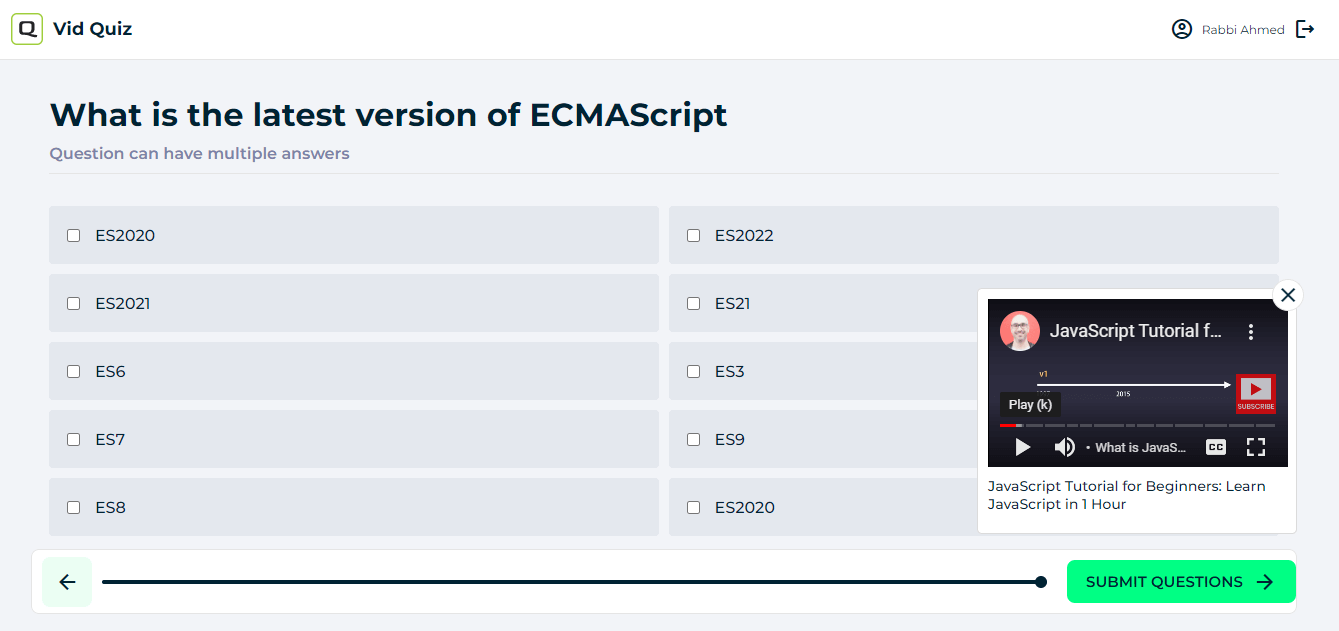 Q Vid Quiz
Rabbi Ahmed
What is the latest version of ECMAScript
Question can have multiple answers
ES2020
ES2022
ES2021
ES21
ES6
ES3
ES7
ES9
ES8
ES2020
JavaScript Tutorial f...
v1
2015
Play (k)
SUBSCRIBE
• What is JavaS...
CC
JavaScript Tutorial for Beginners: Learn
JavaScript in 1 Hour
SUBMIT QUESTIONS